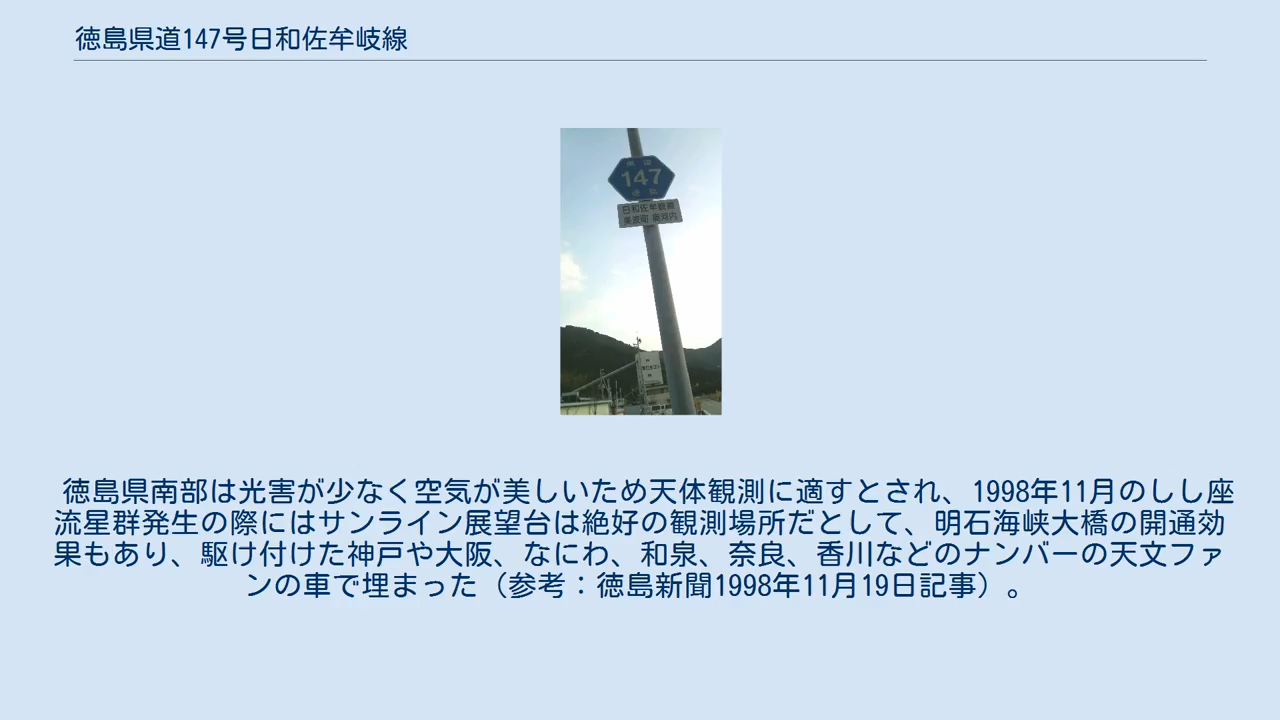 徳島県道147号日和佐牟岐線
147
日和佐牟岐線
徳島県南部は光害が少なく空気が美しいため天体観測に適すとされ、1998年11月のしし座
流星群発生の際にはサンライン展望台は絶好の観測場所だとして、明石海峡大橋の開通効
果もあり、駆け付けた神戸や大阪、なにわ、和泉、奈良、香川などのナンバーの天文ファ
ンの車で埋まった（参考：徳島新聞1998年11月19日記事）。